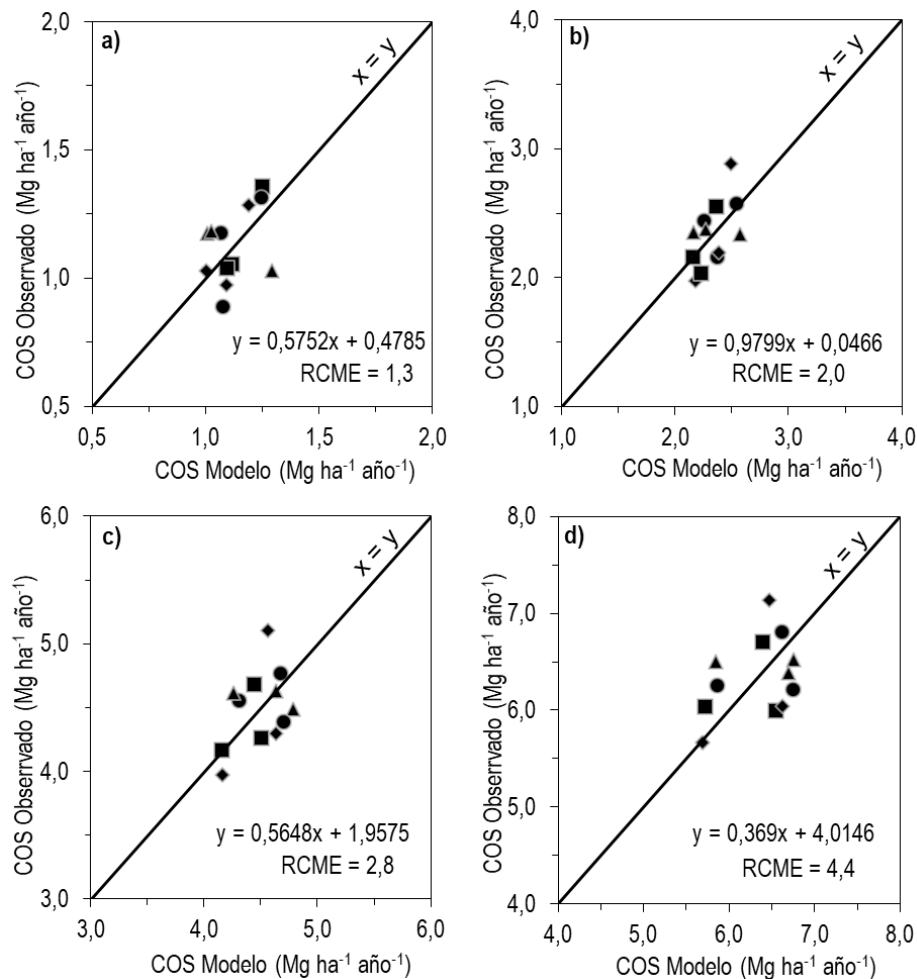 a)
COS Obserrvado (Mg ha⁻¹ año⁻¹)
2,0
1,5
1,0
0,5
x = y
y = 0,5752x + 0,4785
RCME = 1,3
0,5 1,0 1,5 2,0
COS Modelo (Mg ha⁻¹ año⁻¹)
b)
COS Obserrvado (Mg ha⁻¹ año⁻¹)
4,0
3,0
2,0
1,0
x = y
y = 0,9799x + 0,0466
RCME = 2,0
1,0 2,0 3,0 4,0
COS Modelo (Mg ha⁻¹ año⁻¹)
c)
COS Obserrvado (Mg ha⁻¹ año⁻¹)
6,0
5,0
4,0
3,0
x = y
y = 0,5648x + 1,9575
RCME = 2,8
3,0 4,0 5,0 6,0
COS Modelo (Mg ha⁻¹ año⁻¹)
d)
COS Obserrvado (Mg ha⁻¹ año⁻¹)
8,0
7,0
6,0
5,0
4,0
x = y
y = 0,369x + 4,0146
RCME = 4,4
4,0 5,0 6,0 7,0 8,0
COS Modelo (Mg ha⁻¹ año⁻¹)